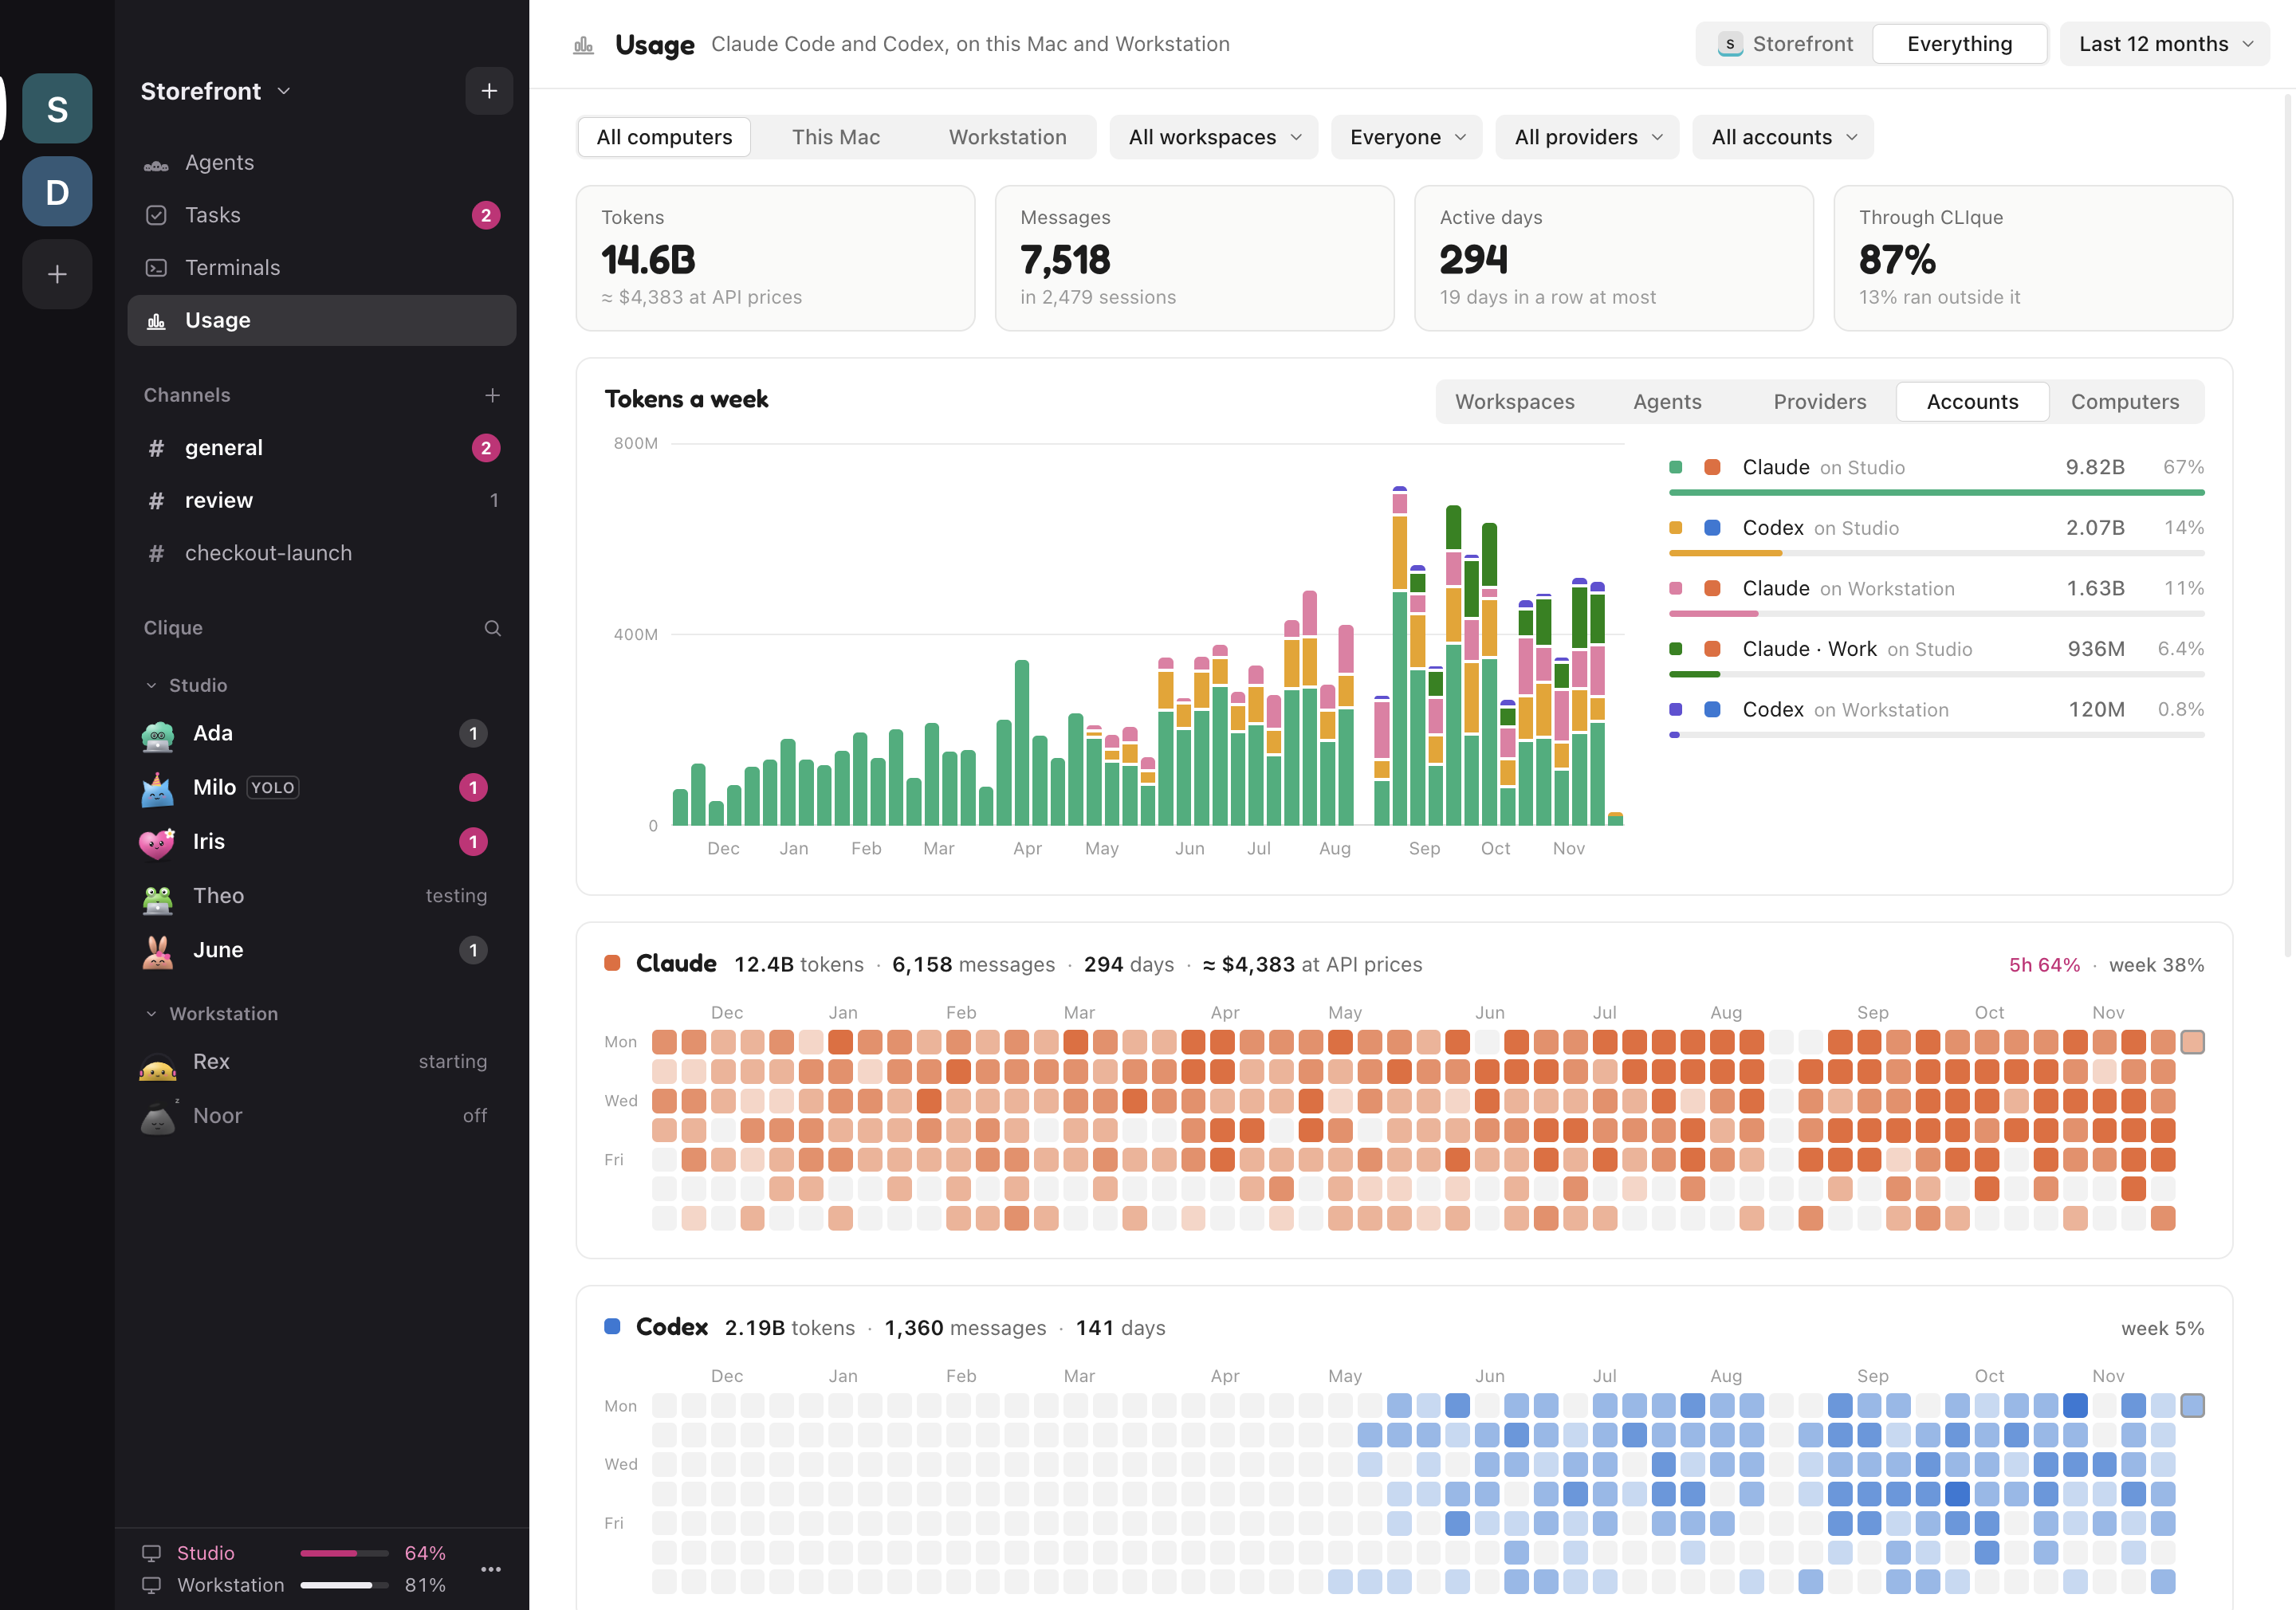 S
D
Storefront
Agents
Tasks 2
Terminals
Usage
Channels
# general 2
# review 1
# checkout-launch
Clique
Studio
Ada 1
Milo YOLO 1
Iris 1
Theo testing
June 1
Workstation
Rex starting
z
Noor off
Studio 64%
Workstation 81%
Usage Claude Code and Codex, on this Mac and Workstation
S Storefront Everything Last 12 months
All computers This Mac Workstation All workspaces Everyone All providers All accounts
Tokens
14.6B
≈ $4,383 at API prices
Messages
7,518
in 2,479 sessions
Active days
294
19 days in a row at most
Through CLIque
87%
13% ran outside it
Tokens a week
Workspaces Agents Providers Accounts Computers
800M
400M
0
Dec Jan Feb Mar Apr May Jun Jul Aug Sep Oct Nov
Claude on Studio 9.82B 67%
Codex on Studio 2.07B 14%
Claude on Workstation 1.63B 11%
Claude · Work on Studio 936M 6.4%
Codex on Workstation 120M 0.8%
Claude 12.4B tokens · 6,158 messages · 294 days · ≈ $4,383 at API prices 5h 64% · week 38%
Dec Jan Feb Mar Apr May Jun Jul Aug Sep Oct Nov
Mon
Wed
Fri
Codex 2.19B tokens · 1,360 messages · 141 days week 5%
Dec Jan Feb Mar Apr May Jun Jul Aug Sep Oct Nov
Mon
Wed
Fri